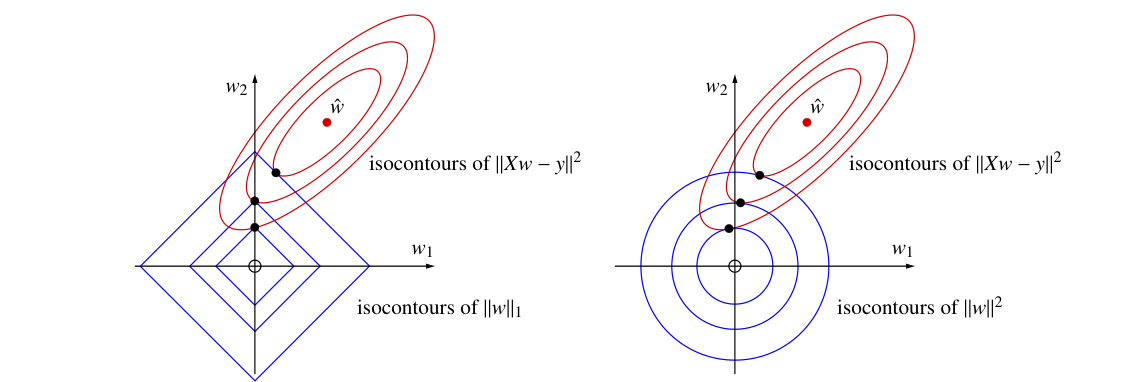 w₂
ŵ
isocontours of ||Xw − y||²
w₁
isocontours of ||w||₁
w₂
ŵ
isocontours of ||Xw − y||²
w₁
isocontours of ||w||²